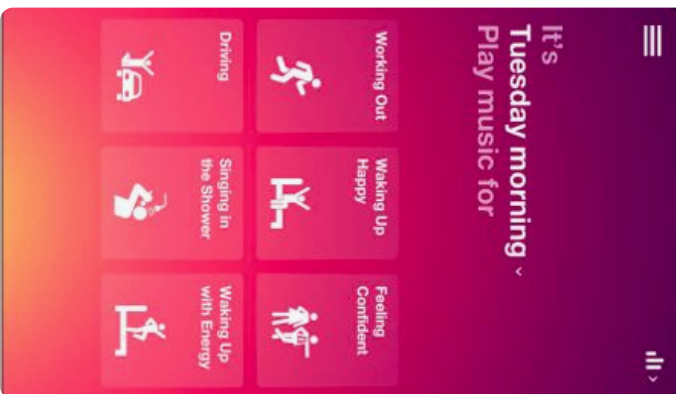 It's
Tuesday morning
Play music for
Working Out
Waking Up
Happy
Feeling
Confident
Driving
Singing in
the Shower
Waking Up
with Energy